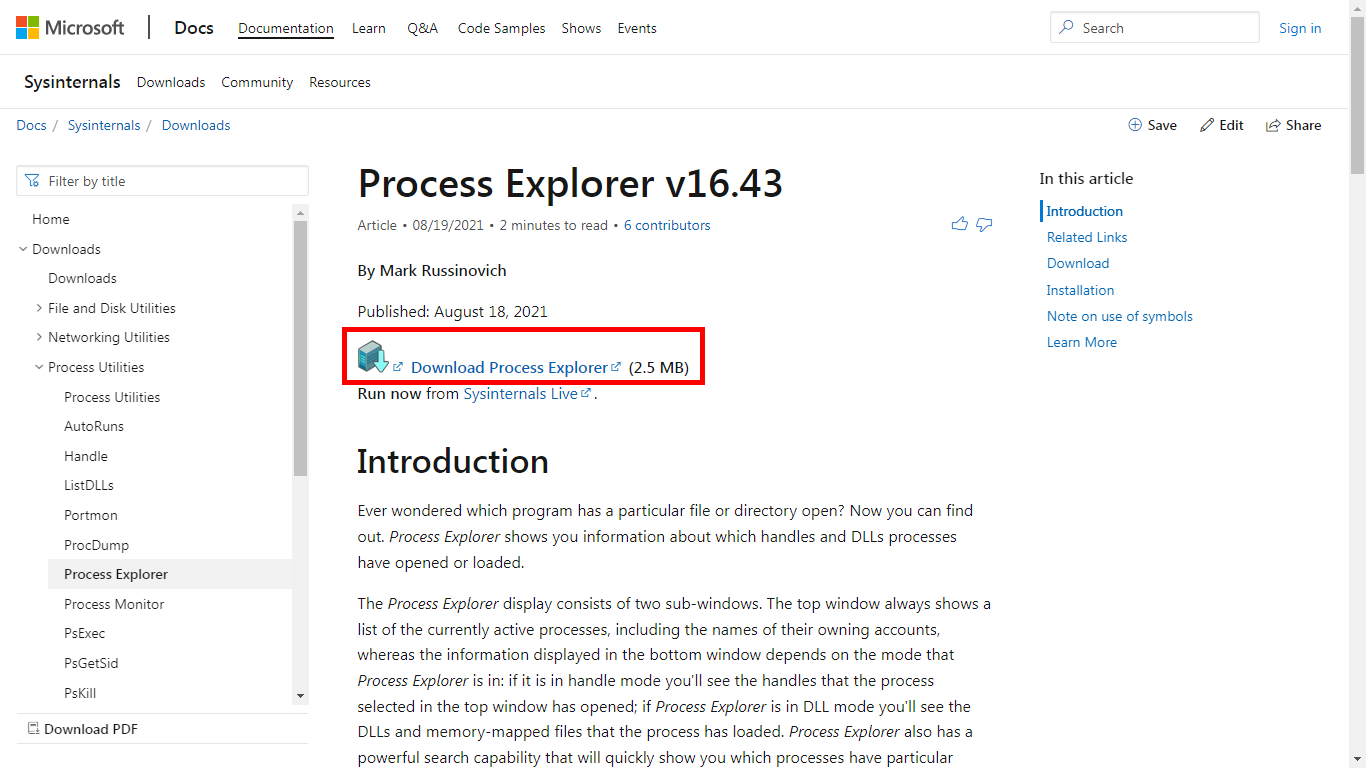 Microsoft
Docs
Documentation
Learn
Q&A
Code Samples
Shows
Events
Search
Sign in
Sysinternals
Downloads
Community
Resources
Docs / Sysinternals / Downloads
Save
Edit
Share
Filter by title
Home
Downloads
Downloads
File and Disk Utilities
Networking Utilities
Process Utilities
Process Utilities
AutoRuns
Handle
ListDLLs
Portmon
ProcDump
Process Explorer
Process Monitor
PsExec
PsGetSid
PsKill
Download PDF
Process Explorer v16.43
Article • 08/19/2021 • 2 minutes to read • 6 contributors
By Mark Russinovich
Published: August 18, 2021
Download Process Explorer (2.5 MB)
Run now from Sysinternals Live .
Introduction
Ever wondered which program has a particular file or directory open? Now you can find
out. Process Explorer shows you information about which handles and DLLs processes
have opened or loaded.
The Process Explorer display consists of two sub-windows. The top window always shows a
list of the currently active processes, including the names of their owning accounts,
whereas the information displayed in the bottom window depends on the mode that
Process Explorer is in: if it is in handle mode you'll see the handles that the process
selected in the top window has opened; if Process Explorer is in DLL mode you'll see the
DLLs and memory-mapped files that the process has loaded. Process Explorer also has a
powerful search capability that will quickly show you which processes have particular
In this article
Introduction
Related Links
Download
Installation
Note on use of symbols
Learn More